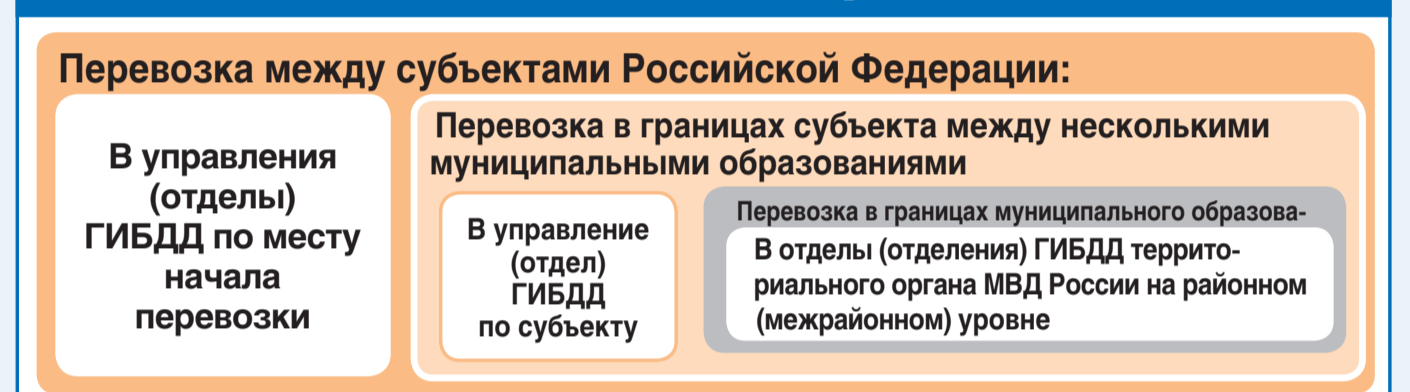 Перевозка между субъектами Российской Федерации:
В управления
(отделы)
ГИБДД по месту
начала
перевозки
Перевозка в границах субъекта между несколькими
муниципальными образованиями
В управление
(отдел)
ГИБДД
по субъекту
Перевозка в границах муниципального образова-
В отделы (отделения) ГИБДД террито-
риального органа МВД России на районном
(межрайонном) уровне